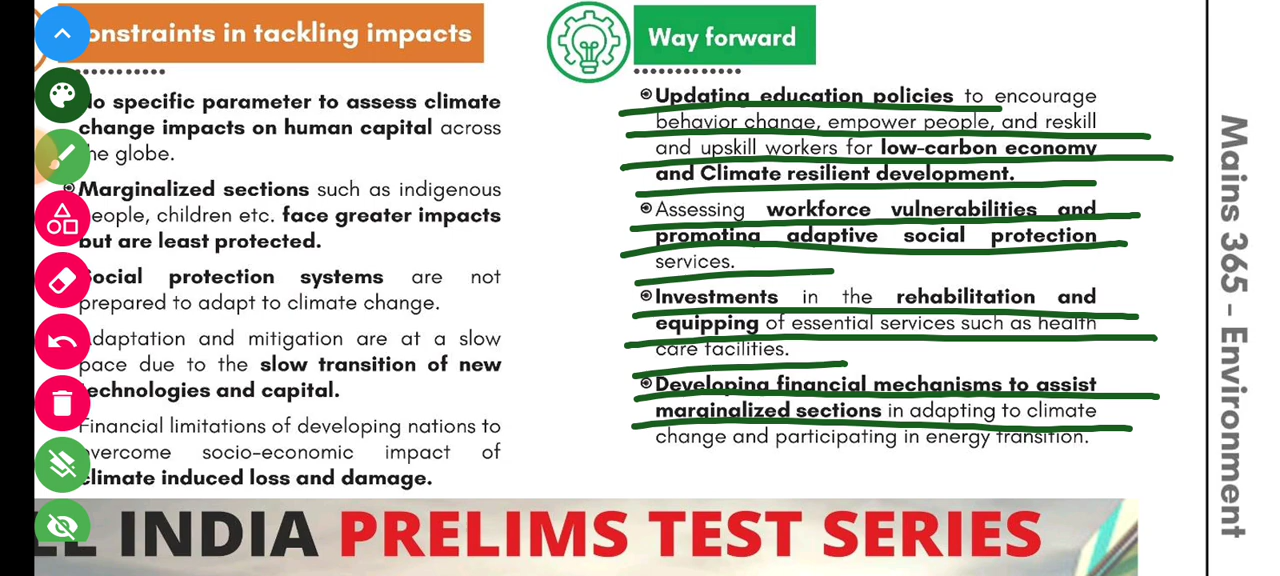 onstraints in tackling impacts
o specific parameter to assess climate
change impacts on human capital across
he globe.
Marginalized sections such as indigenous
eople, children etc. face greater impacts
but are least protected.
ocial protection systems are not
prepared to adapt to climate change.
daptation and mitigation are at a slow
pace due to the slow transition of new
technologies and capital.
Financial limitations of developing nations to
overcome socio-economic impact of
climate induced loss and damage.
Way forward
Updating education policies to encourage
behavior change, empower people, and reskill
and upskill workers for low-carbon economy
and Climate resilient development.
Assessing workforce vulnerabilities and
promoting adaptive social protection
services.
Investments in the rehabilitation and
equipping of essential services such as health
care facilities.
Developing financial mechanisms to assist
marginalized sections in adapting to climate
change and participating in energy transition.
Mains 365 - Environment
INDIA PRELIMS TEST SERIES